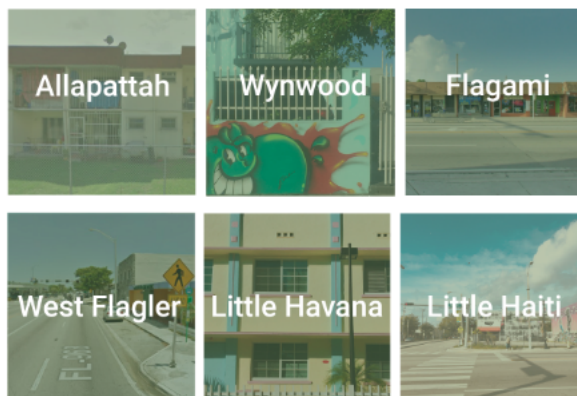 Allapattah
Wynwood
Flagami
West Flagler
Little Havana
Little Haiti